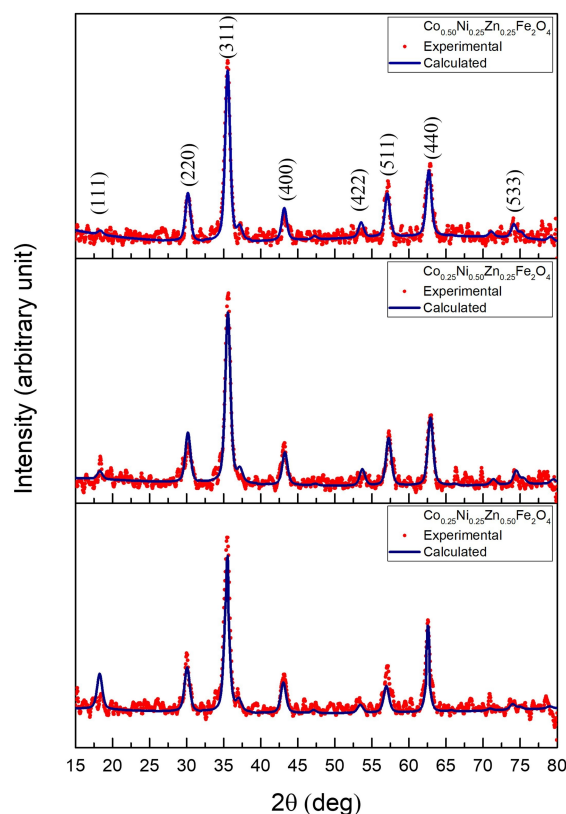 Co0.50Ni0.25Zn0.25Fe2O4
Experimental
Calculated
(111)
(220)
(311)
(400)
(422)
(511)
(440)
(533)
Co0.25Ni0.50Zn0.25Fe2O4
Experimental
Calculated
Intensity (arbitrary unit)
Co0.25Ni0.25Zn0.50Fe2O4
Experimental
Calculated
15 20 25 30 35 40 45 50 55 60 65 70 75 80
2θ (deg)